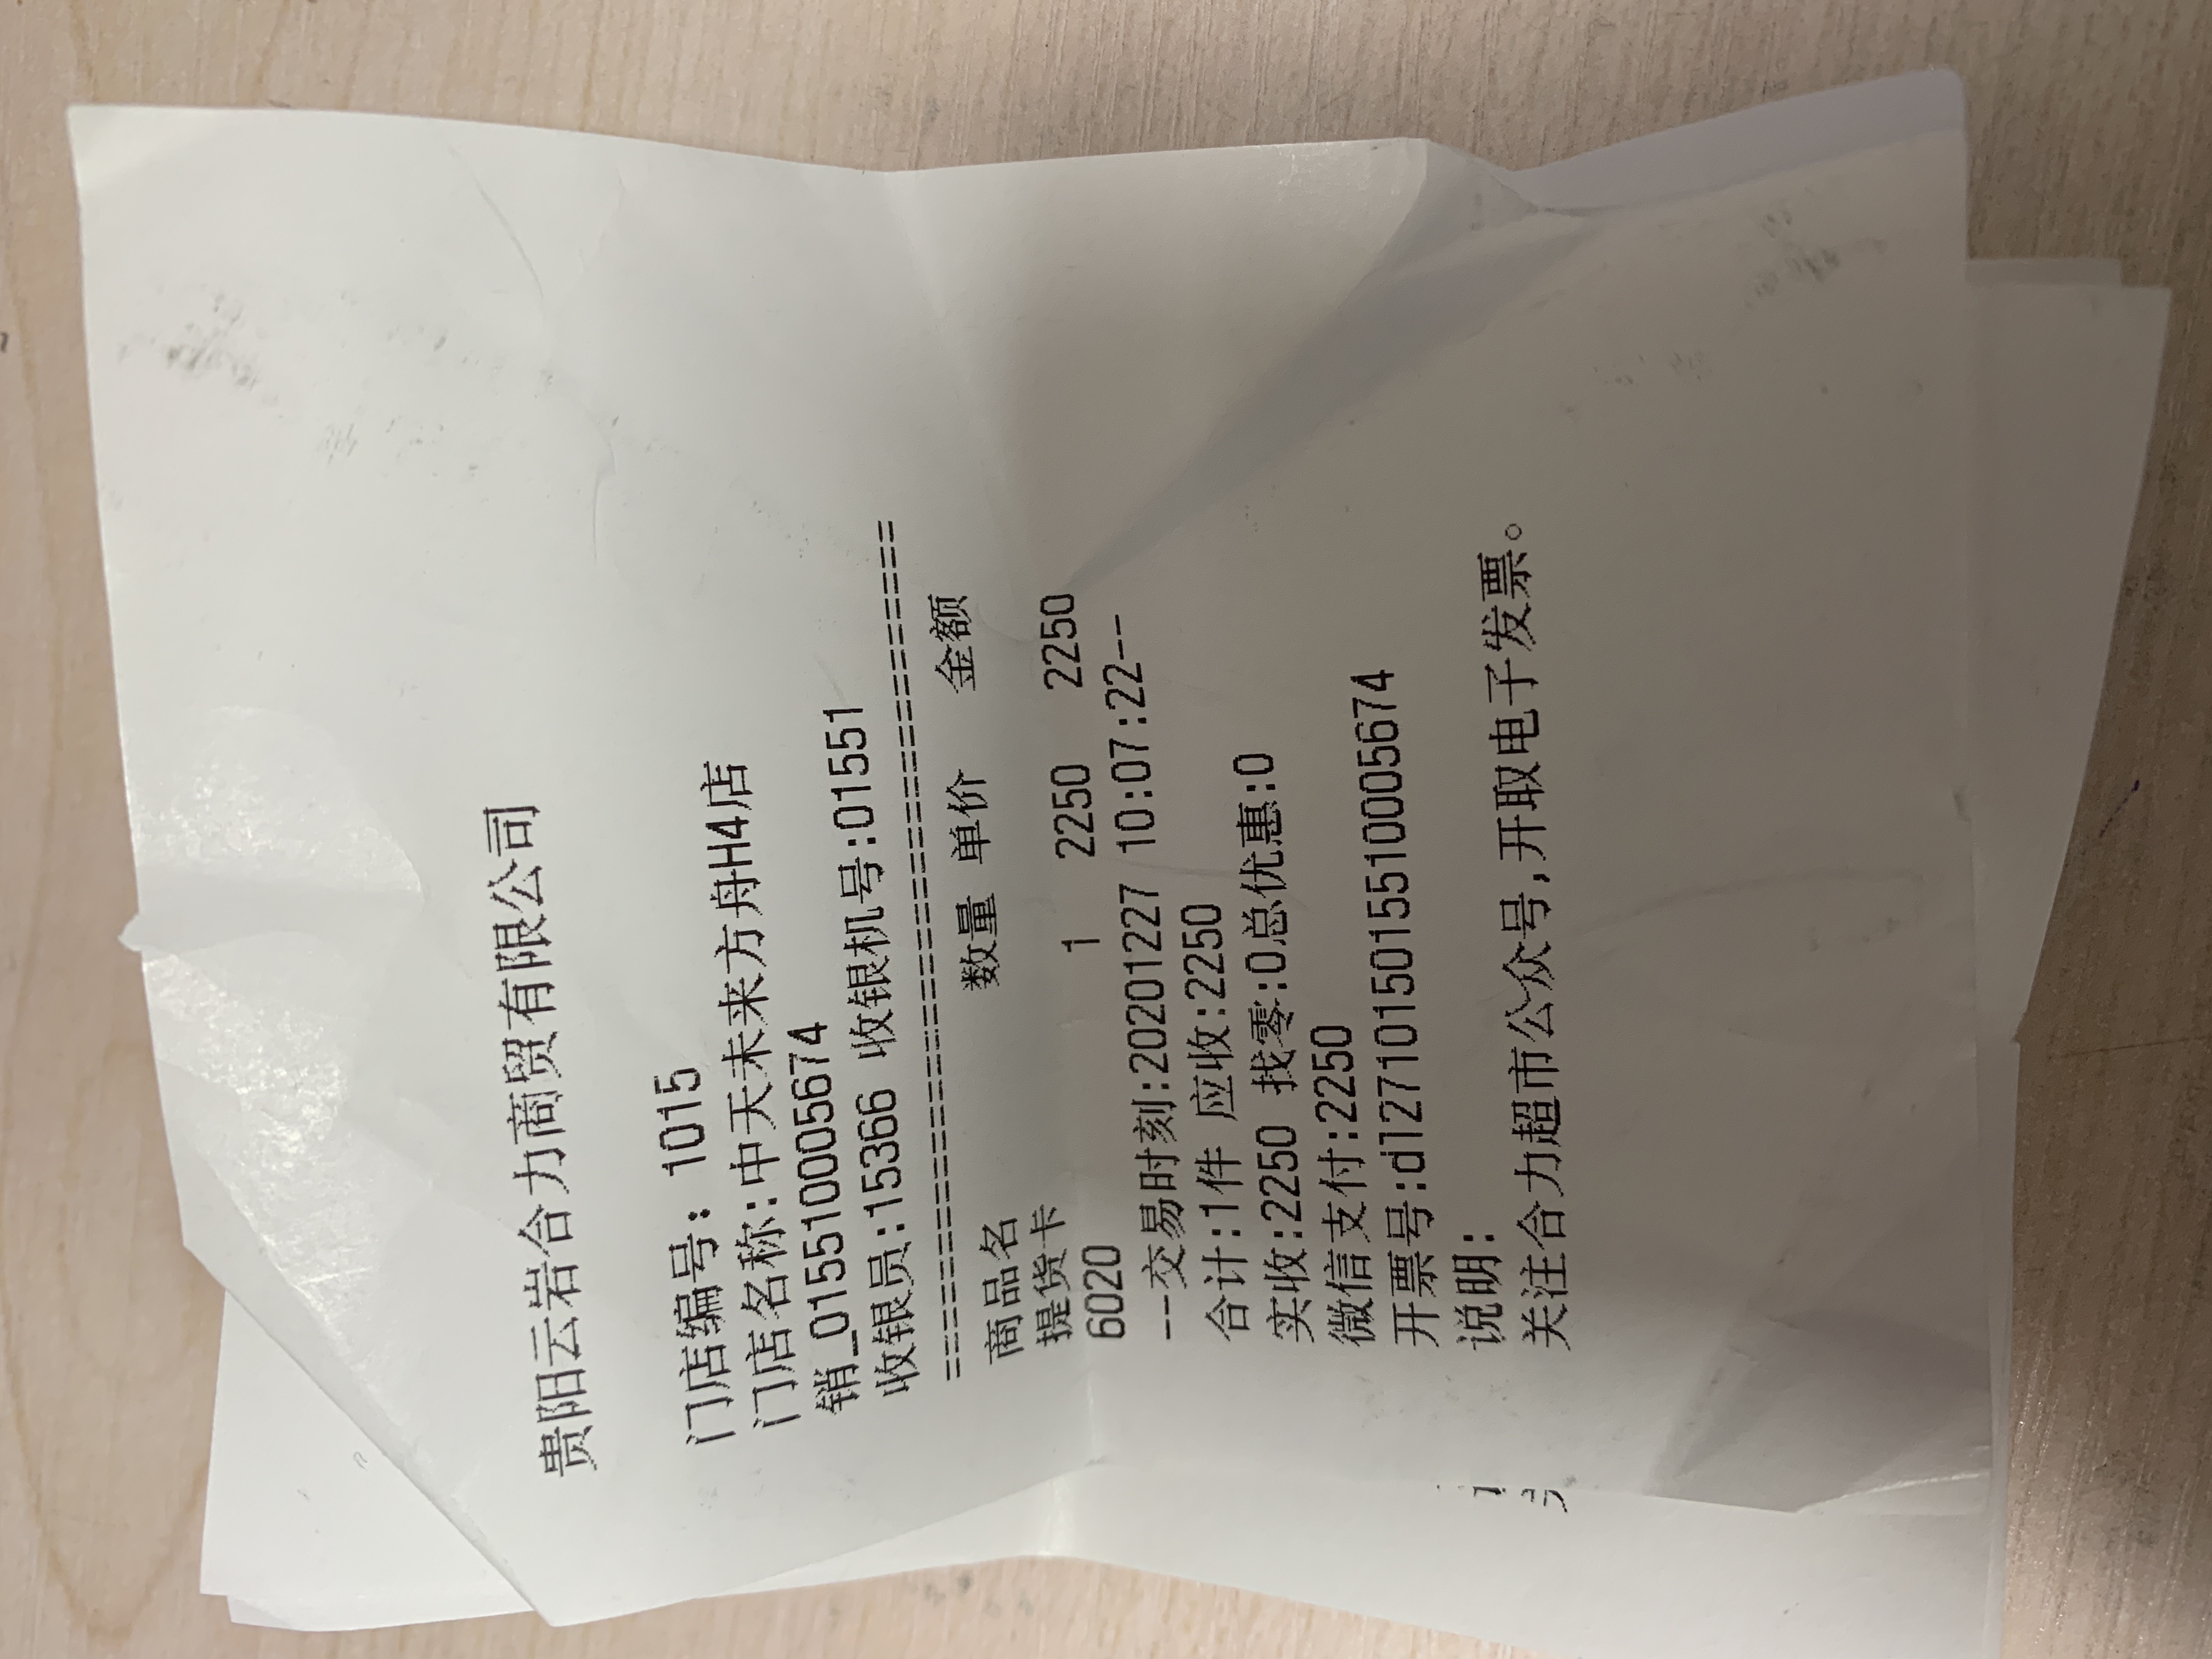 贵阳云岩合力商贸有限公司
门店编号: 1015
门店名称:中天未来方舟H4店
销_015510005674
收银员:15366 收银机号:01551
======================================
商品名 数量 单价 金额
提货卡 1 2250 2250
6020
--交易时刻:20201227 10:07:22--
合计:1件 应收:2250
实收:2250 找零:0总优惠:0
微信支付:2250
开票号:dl271015015510005674
说明:
关注合力超市公众号,开取电子发票。